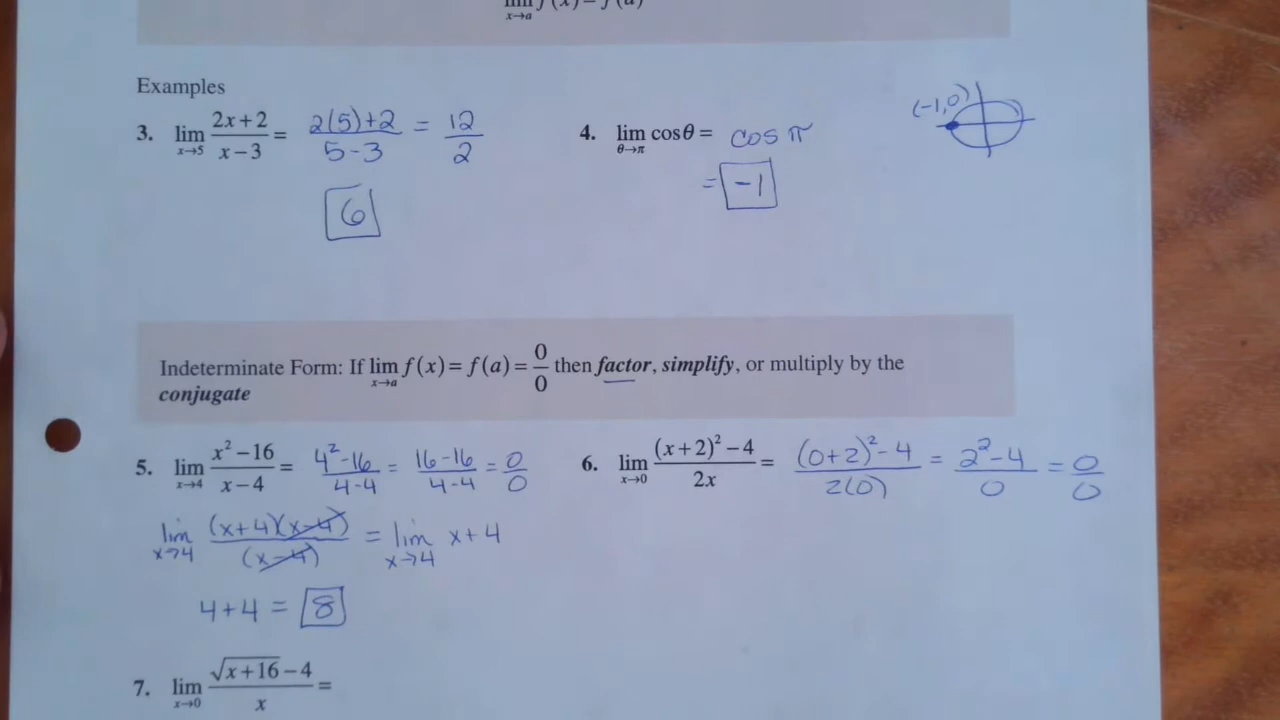 lim f(x) = f(a)
x→a
Examples
3. lim x→5 (2x+2)/(x−3) = (2(5)+2)/(5-3) = 12/2
6
4. lim θ→π cosθ = cos π
= -1
(-1,0)
Indeterminate Form: If lim x→a f(x) = f(a) = 0/0 then factor, simplify, or multiply by the
conjugate
5. lim x→4 (x² −16)/(x−4) = (4²-16)/(4-4) = (16-16)/(4-4) = 0/0
lim x→4 ((x+4)(x-4))/(x-4) = lim x→4 x+4
4+4 = 8
6. lim x→0 ((x+2)² −4)/(2x) = ((0+2)²-4)/(2(0)) = (2²-4)/0 = 0/0
7. lim x→0 (√(x+16) −4)/x =